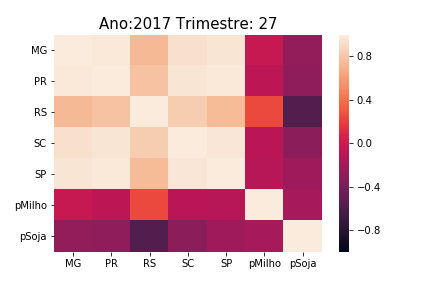 Ano:2017 Trimestre: 27
MG
PR
RS
SC
SP
pMilho
pSoja
MG PR RS SC SP pMilho pSoja
0.8
0.4
0.0
−0.4
−0.8